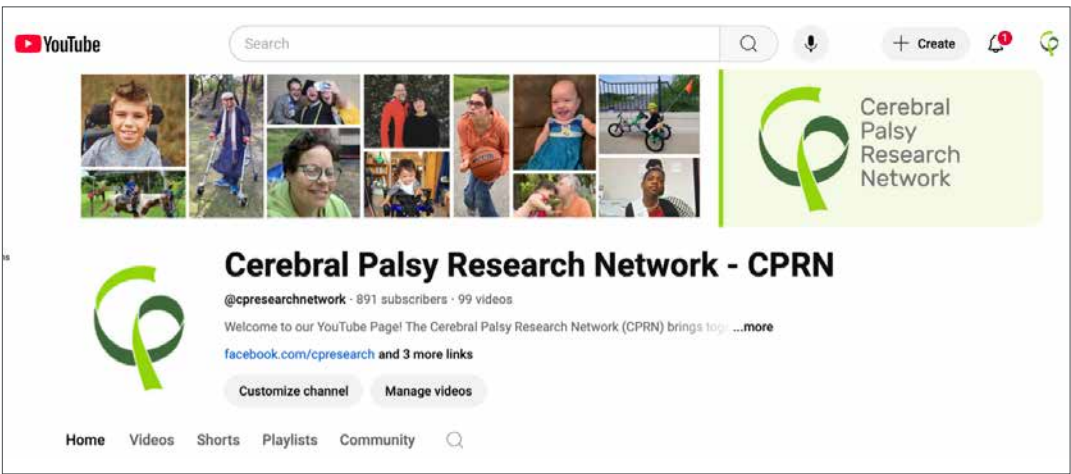 YouTube
Search
Create
1
Cerebral
Palsy
Research
Network
Cerebral Palsy Research Network - CPRN
@cpresearchnetwork · 891 subscribers · 99 videos
Welcome to our YouTube Page! The Cerebral Palsy Research Network (CPRN) brings ...more
facebook.com/cpresearch and 3 more links
Customize channel Manage videos
Home Videos Shorts Playlists Community